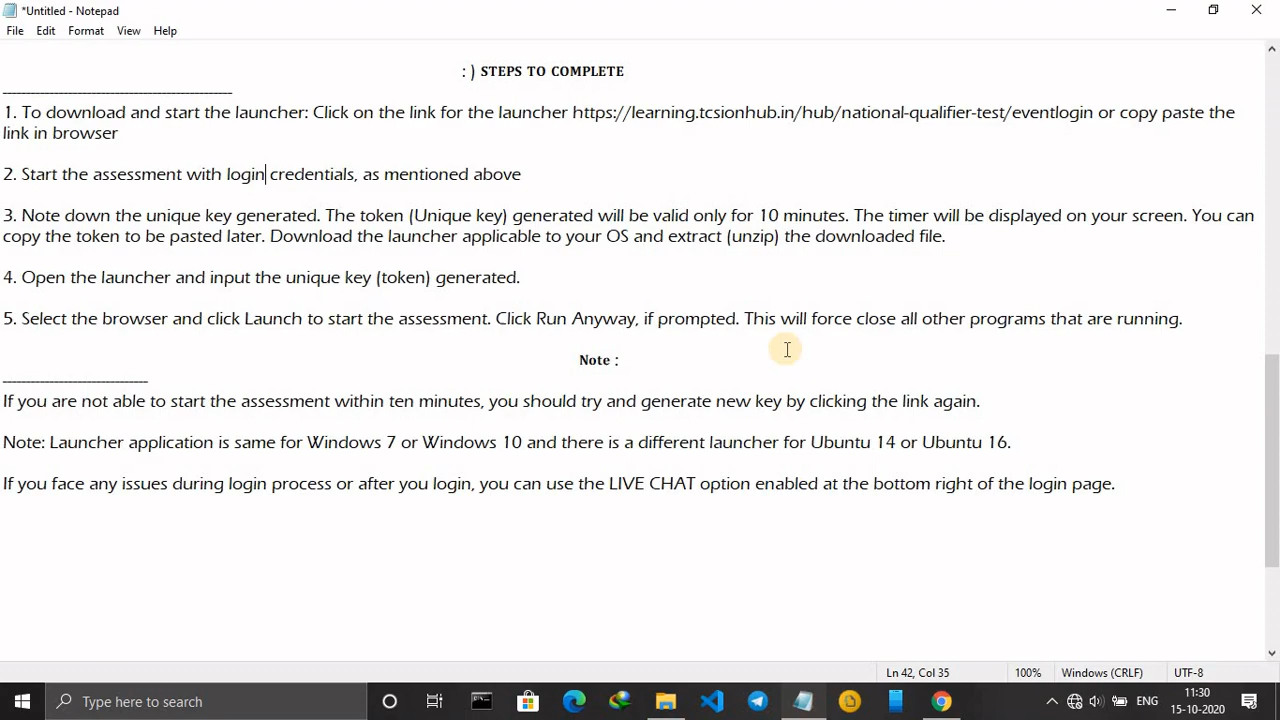 *Untitled - Notepad
File Edit Format View Help
: ) STEPS TO COMPLETE
1. To download and start the launcher: Click on the link for the launcher https://learning.tcsionhub.in/hub/national-qualifier-test/eventlogin or copy paste the
link in browser
2. Start the assessment with login credentials, as mentioned above
3. Note down the unique key generated. The token (Unique key) generated will be valid only for 10 minutes. The timer will be displayed on your screen. You can
copy the token to be pasted later. Download the launcher applicable to your OS and extract (unzip) the downloaded file.
4. Open the launcher and input the unique key (token) generated.
5. Select the browser and click Launch to start the assessment. Click Run Anyway, if prompted. This will force close all other programs that are running.
Note :
If you are not able to start the assessment within ten minutes, you should try and generate new key by clicking the link again.
Note: Launcher application is same for Windows 7 or Windows 10 and there is a different launcher for Ubuntu 14 or Ubuntu 16.
If you face any issues during login process or after you login, you can use the LIVE CHAT option enabled at the bottom right of the login page.
Ln 42, Col 35 100% Windows (CRLF) UTF-8
Type here to search
ENG
11:30
15-10-2020